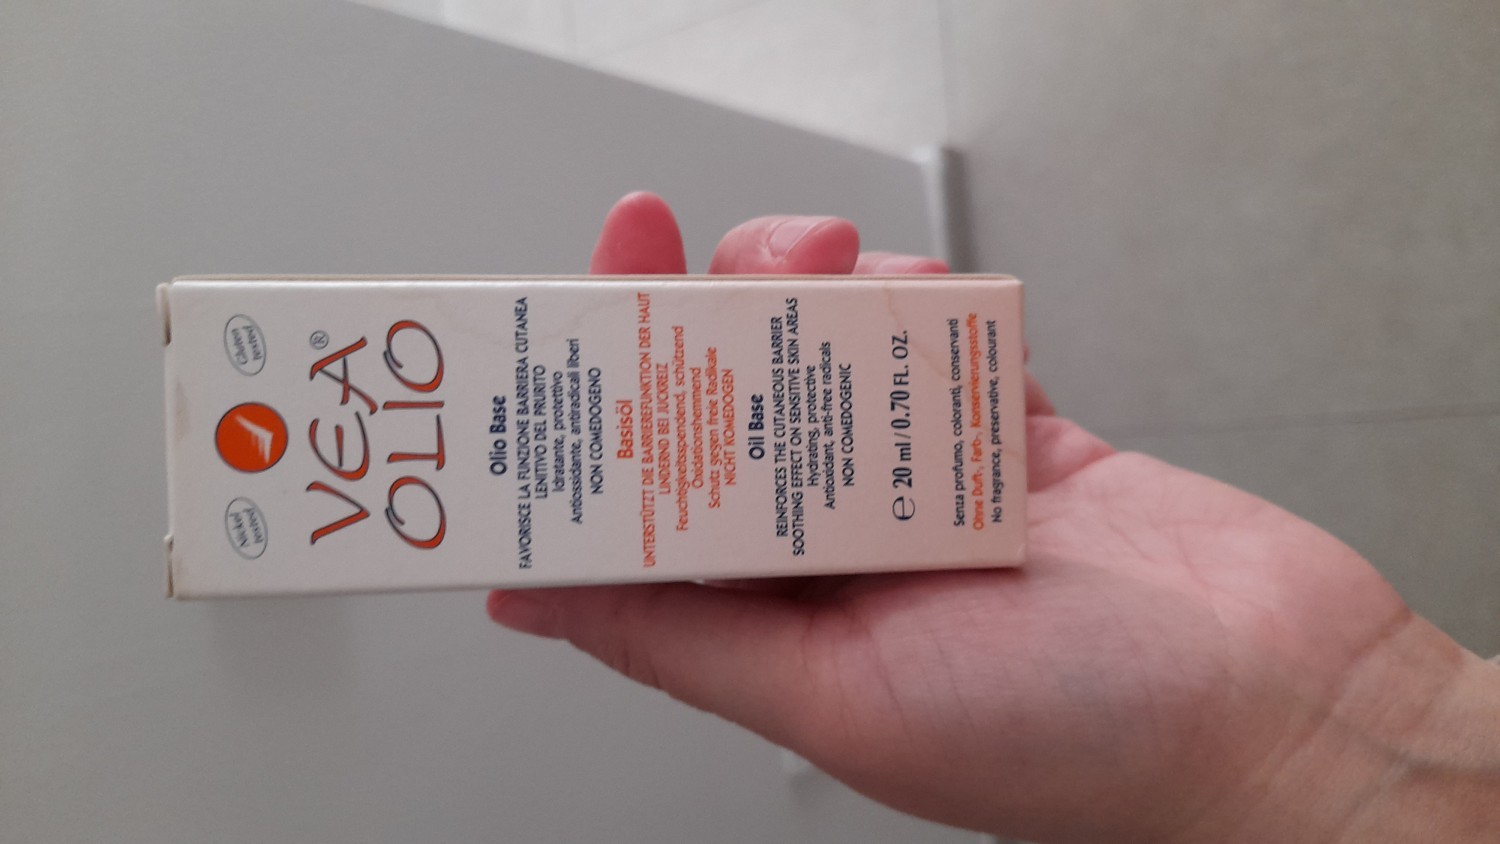 Nickel
tested
Gluten
tested
VEA®
OLIO
Olio Base
FAVORISCE LA FUNZIONE BARRIERA CUTANEA
LENITIVO DEL PRURITO
Idratante, protettivo
Antiossidante, antiradicali liberi
NON COMEDOGENO
Basisöl
UNTERSTÜTZT DIE BARRIEREFUNKTION DER HAUT
LINDERND BEI JUCKREIZ
Feuchtigkeitsspendend, schützend
Oxidationshemmend
Schutz gegen freie Radikale
NICHT KOMEDOGEN
Oil Base
REINFORCES THE CUTANEOUS BARRIER
SOOTHING EFFECT ON SENSITIVE SKIN AREAS
Hydrating, protective
Antioxidant, anti-free radicals
NON COMEDOGENIC
℮ 20 ml / 0.70 FL. OZ.
Senza profumo, coloranti, conservanti
Ohne Duft-, Farb-, Konservierungsstoffe
No fragrance, preservative, colourant